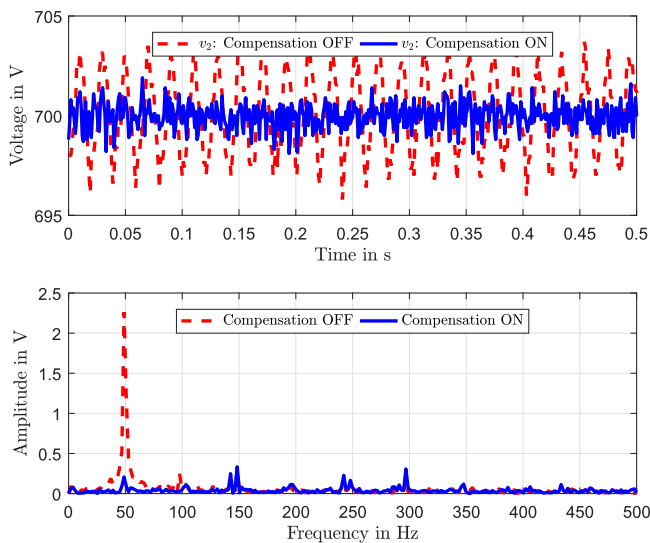 705
v₂: Compensation OFF v₂: Compensation ON
700
695
Voltage in V
0 0.05 0.1 0.15 0.2 0.25 0.3 0.35 0.4 0.45 0.5
Time in s
2.5
Compensation OFF Compensation ON
2
1.5
1
0.5
0
Amplitude in V
0 50 100 150 200 250 300 350 400 450 500
Frequency in Hz